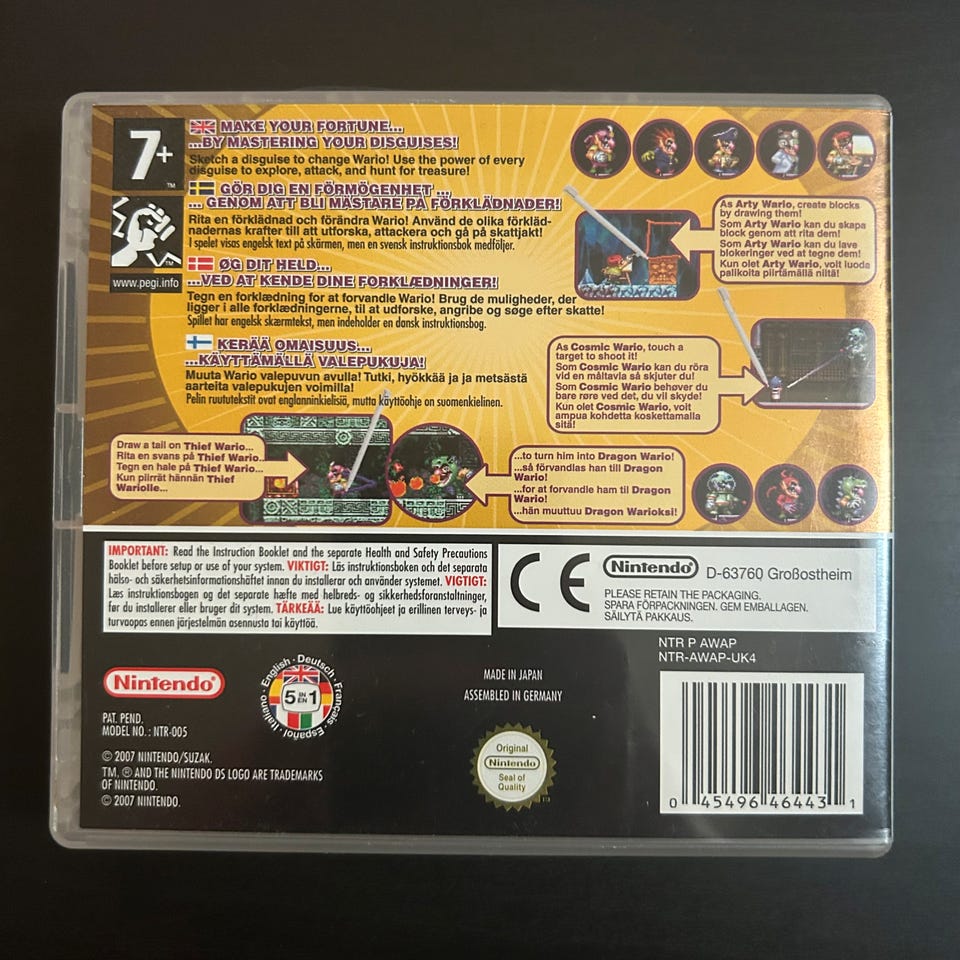 7+
TM
TM
www.pegi.info
MAKE YOUR FORTUNE...
...BY MASTERING YOUR DISGUISES!
Sketch a disguise to change Wario! Use the power of every
disguise to explore, attack, and hunt for treasure!
GÖR DIG EN FÖRMÖGENHET ...
... GENOM ATT BLI MÄSTARE PÅ FÖRKLÄDNADER!
Rita en förklädnad och förändra Wario! Använd de olika förkläd-
nadernas krafter till att utforska, attackera och gå på skattjakt!
I spelet visas engelsk text på skärmen, men en svensk instruktionsbok medföljer.
ØG DIT HELD...
...VED AT KENDE DINE FORKLÆDNINGER!
Tegn en forklædning for at forvandle Wario! Brug de muligheder, der
ligger i alle forklædningerne, til at udforske, angribe og søge efter skatte!
Spillet har engelsk skærmtekst, men indeholder en dansk instruktionsbog.
KERÄÄ OMAISUUS...
...KÄYTTÄMÄLLÄ VALEPUKUJA!
Muuta Wario valepuvun avulla! Tutki, hyökkää ja ja metsästä
aarteita valepukujen voimilla!
Pelin ruututekstit ovat englanninkielisiä, mutta käyttöohje on suomenkielinen.
As Arty Wario, create blocks
by drawing them!
Som Arty Wario kan du skapa
block genom att rita dem!
Som Arty Wario kan du lave
blokeringer ved at tegne dem!
Kun olet Arty Wario, voit luoda
palikoita piirtämällä niitä!
As Cosmic Wario, touch a
target to shoot it!
Som Cosmic Wario kan du röra
vid en måltavla så skjuter du!
Som Cosmic Wario behøver du
bare røre ved det, du vil skyde!
Kun olet Cosmic Wario, voit
ampua kohdetta koskettamalla
sitä!
Draw a tail on Thief Wario...
Rita en svans på Thief Wario...
Tegn en hale på Thief Wario...
Kun piirrät hännän Thief
Wariolle...
...to turn him into Dragon Wario!
...så förvandlas han till Dragon
Wario!
...for at forvandle ham til Dragon
Wario!
...hän muuttuu Dragon Warioksi!
IMPORTANT: Read the Instruction Booklet and the separate Health and Safety Precautions
Booklet before setup or use of your system. VIKTIGT: Läs instruktionsboken och det separata
hälso- och säkerhetsinformationshäftet innan du installerar och använder systemet. VIGTIGT:
Læs instruktionsbogen og det separate hæfte med helbreds- og sikkerhedsforanstaltninger,
før du installerer eller bruger dit system. TÄRKEÄÄ: Lue käyttöohjeet ja erillinen terveys- ja
turvaopas ennen järjestelmän asennusta tai käyttöä.
CE
Nintendo®
D-63760 Großostheim
PLEASE RETAIN THE PACKAGING.
SPARA FÖRPACKNINGEN. GEM EMBALLAGEN.
SÄILYTÄ PAKKAUS.
NTR P AWAP
NTR-AWAP-UK4
Nintendo®
English · Deutsch · Français · Español · Italiano ·
5 IN EN 1
MADE IN JAPAN
ASSEMBLED IN GERMANY
PAT. PEND.
MODEL NO.: NTR-005
© 2007 NINTENDO/SUZAK.
TM, ® AND THE NINTENDO DS LOGO ARE TRADEMARKS
OF NINTENDO.
© 2007 NINTENDO.
Original
Nintendo
Seal of
Quality
0 45496 46443 1